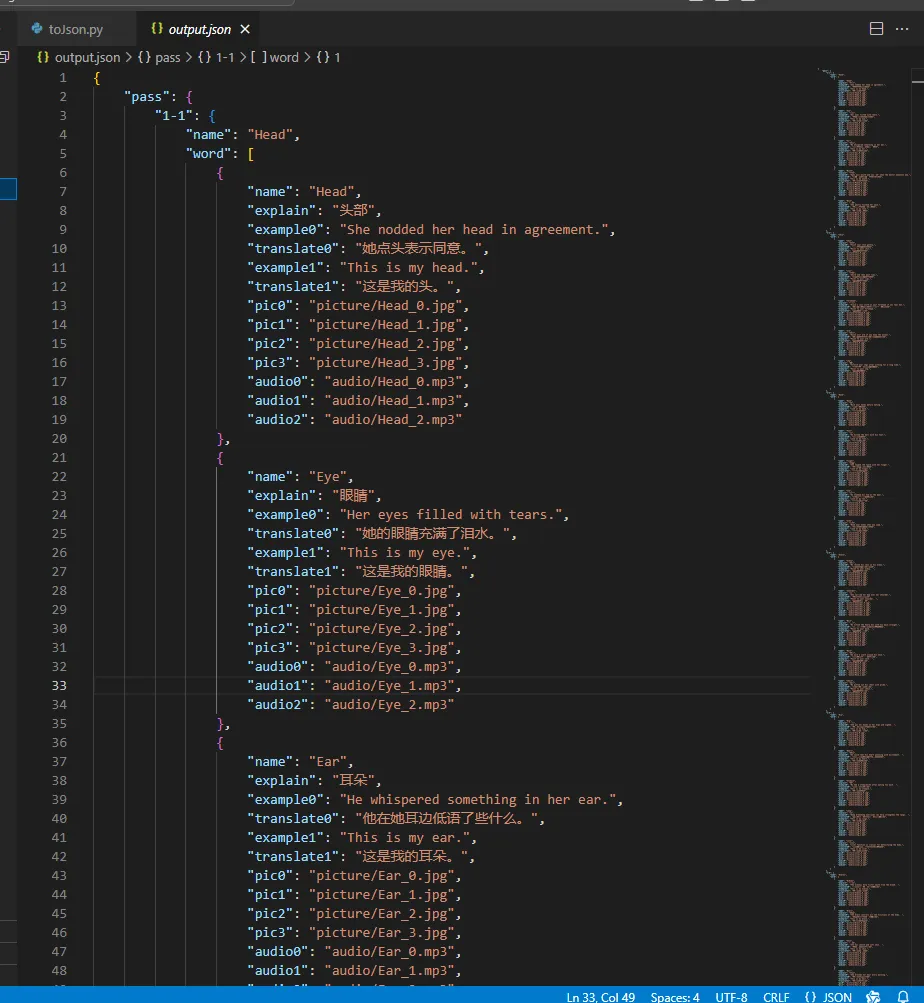 toJson.py {} output.json ×
{} output.json > {} pass > {} 1-1 > [ ] word > {} 1
1 {
2 "pass": {
3 "1-1": {
4 "name": "Head",
5 "word": [
6 {
7 "name": "Head",
8 "explain": "头部",
9 "example0": "She nodded her head in agreement.",
10 "translate0": "她点头表示同意。",
11 "example1": "This is my head.",
12 "translate1": "这是我的头。",
13 "pic0": "picture/Head_0.jpg",
14 "pic1": "picture/Head_1.jpg",
15 "pic2": "picture/Head_2.jpg",
16 "pic3": "picture/Head_3.jpg",
17 "audio0": "audio/Head_0.mp3",
18 "audio1": "audio/Head_1.mp3",
19 "audio2": "audio/Head_2.mp3"
20 },
21 {
22 "name": "Eye",
23 "explain": "眼睛",
24 "example0": "Her eyes filled with tears.",
25 "translate0": "她的眼睛充满了泪水。",
26 "example1": "This is my eye.",
27 "translate1": "这是我的眼睛。",
28 "pic0": "picture/Eye_0.jpg",
29 "pic1": "picture/Eye_1.jpg",
30 "pic2": "picture/Eye_2.jpg",
31 "pic3": "picture/Eye_3.jpg",
32 "audio0": "audio/Eye_0.mp3",
33 "audio1": "audio/Eye_1.mp3",
34 "audio2": "audio/Eye_2.mp3"
35 },
36 {
37 "name": "Ear",
38 "explain": "耳朵",
39 "example0": "He whispered something in her ear.",
40 "translate0": "他在她耳边低语了些什么。",
41 "example1": "This is my ear.",
42 "translate1": "这是我的耳朵。",
43 "pic0": "picture/Ear_0.jpg",
44 "pic1": "picture/Ear_1.jpg",
45 "pic2": "picture/Ear_2.jpg",
46 "pic3": "picture/Ear_3.jpg",
47 "audio0": "audio/Ear_0.mp3",
48 "audio1": "audio/Ear_1.mp3",
Ln 33, Col 49 Spaces: 4 UTF-8 CRLF {} JSON